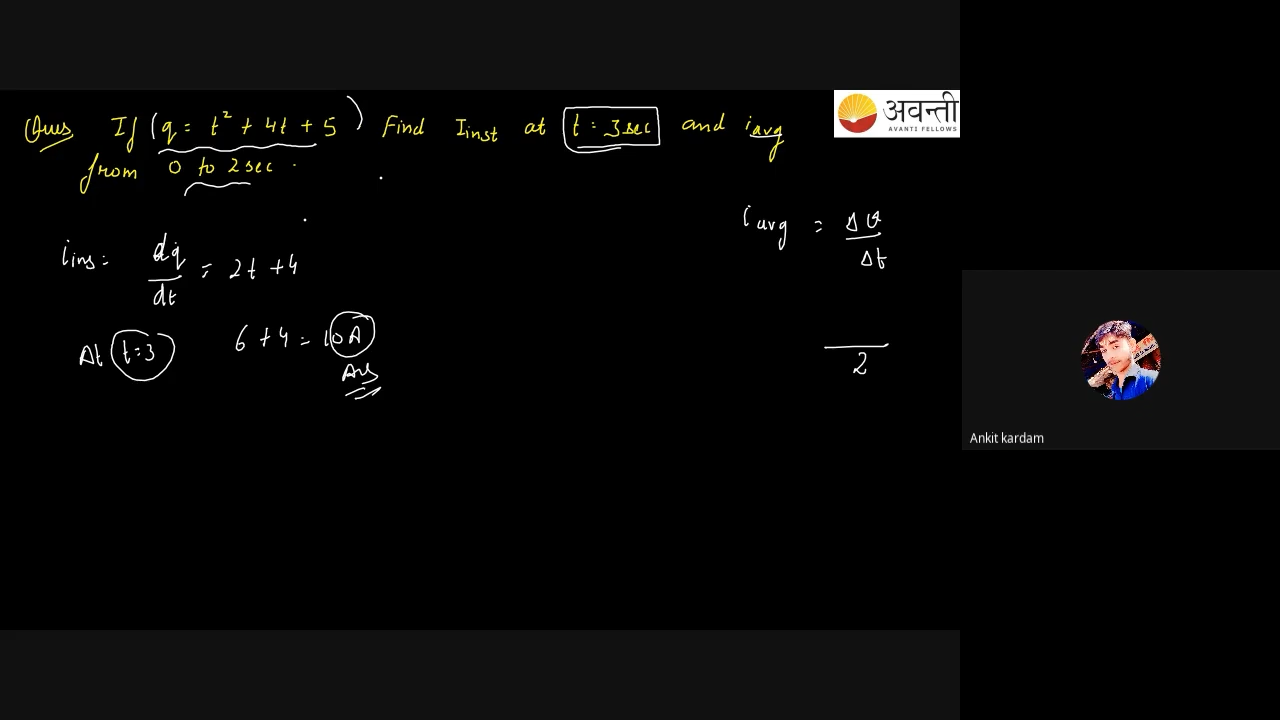 Ques If (q = t² + 4t + 5) Find Iinst at t = 3sec and iavg
from 0 to 2sec.
अवन्ती
AVANTI FELLOWS
iins = dq/dt = 2t + 4
At t=3 6 + 4 = 10A
Ans
iavg = ΔQ/Δt
2
Ankit kardam